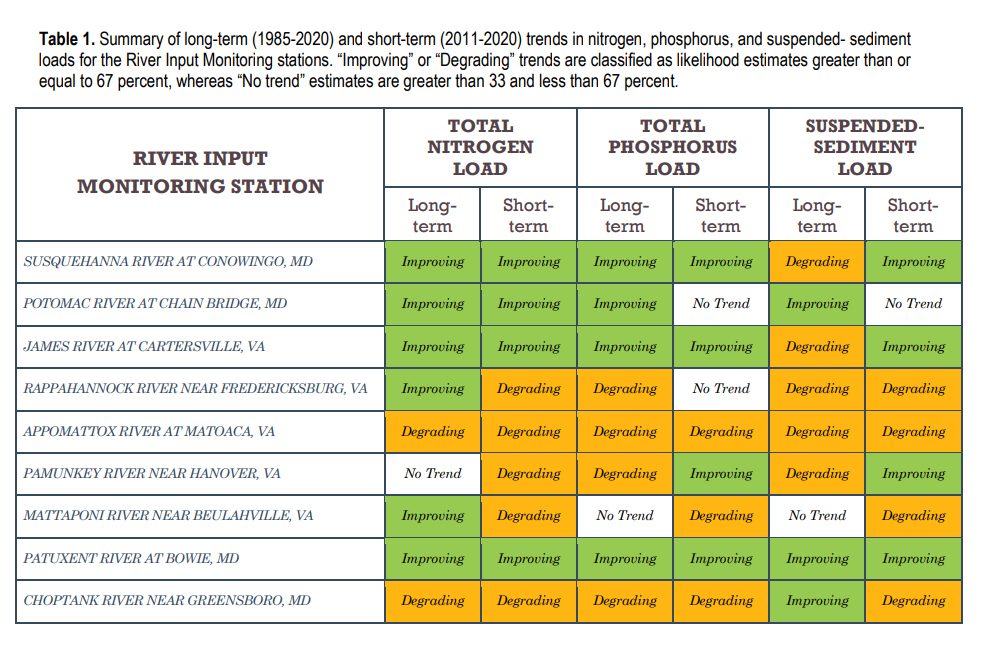 Table 1. Summary of long-term (1985-2020) and short-term (2011-2020) trends in nitrogen, phosphorus, and suspended- sediment
loads for the River Input Monitoring stations. “Improving” or “Degrading” trends are classified as likelihood estimates greater than or
equal to 67 percent, whereas “No trend” estimates are greater than 33 and less than 67 percent.
RIVER INPUT
MONITORING STATION
TOTAL
NITROGEN
LOAD
TOTAL
PHOSPHORUS
LOAD
SUSPENDED-
SEDIMENT
LOAD
Long-
term
Short-
term
Long-
term
Short-
term
Long-
term
Short-
term
SUSQUEHANNA RIVER AT CONOWINGO, MD Improving Improving Improving Improving Degrading Improving
POTOMAC RIVER AT CHAIN BRIDGE, MD Improving Improving Improving No Trend Improving No Trend
JAMES RIVER AT CARTERSVILLE, VA Improving Improving Improving Improving Degrading Improving
RAPPAHANNOCK RIVER NEAR FREDERICKSBURG, VA Improving Degrading Degrading No Trend Degrading Degrading
APPOMATTOX RIVER AT MATOACA, VA Degrading Degrading Degrading Degrading Degrading Degrading
PAMUNKEY RIVER NEAR HANOVER, VA No Trend Degrading Degrading Improving Degrading Improving
MATTAPONI RIVER NEAR BEULAHVILLE, VA Improving Degrading No Trend Degrading No Trend Degrading
PATUXENT RIVER AT BOWIE, MD Improving Improving Improving Improving Improving Improving
CHOPTANK RIVER NEAR GREENSBORO, MD Degrading Degrading Degrading Degrading Improving Degrading